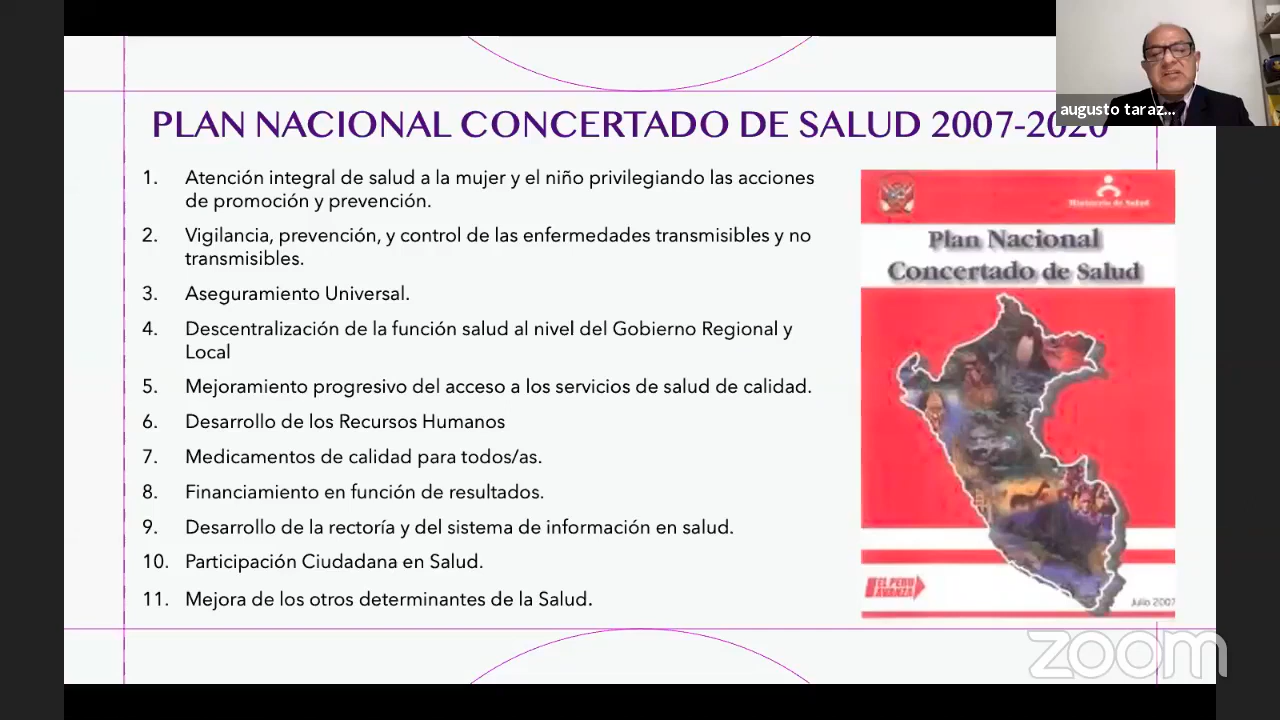 augusto taraz...
PLAN NACIONAL CONCERTADO DE SALUD 2007-2020
1. Atención integral de salud a la mujer y el niño privilegiando las acciones
de promoción y prevención.
2. Vigilancia, prevención, y control de las enfermedades transmisibles y no
transmisibles.
3. Aseguramiento Universal.
4. Descentralización de la función salud al nivel del Gobierno Regional y
Local
5. Mejoramiento progresivo del acceso a los servicios de salud de calidad.
6. Desarrollo de los Recursos Humanos
7. Medicamentos de calidad para todos/as.
8. Financiamiento en función de resultados.
9. Desarrollo de la rectoría y del sistema de información en salud.
10. Participación Ciudadana en Salud.
11. Mejora de los otros determinantes de la Salud.
Ministerio de Salud
Plan Nacional
Concertado de Salud
EL PERU
AVANZA
Julio 2007
zoom